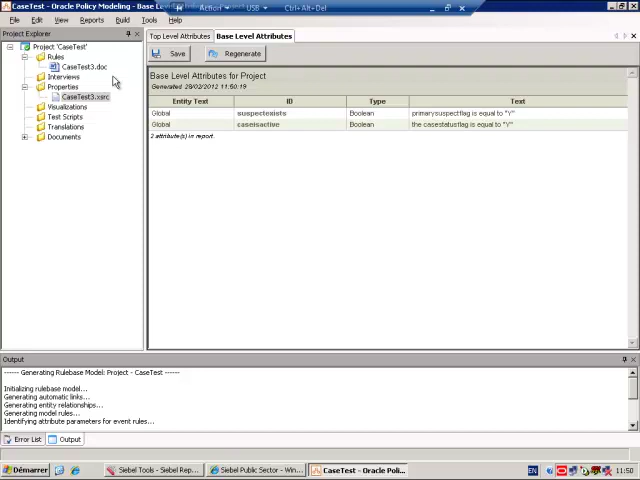 CaseTest - Oracle Policy Modeling - Base Level Attributes
Action
USB
Ctrl+Alt+Del
File
Edit
View
Reports
Build
Tools
Help
Project Explorer
Top Level Attributes
Base Level Attributes
Project 'CaseTest'
Rules
CaseTest3.doc
Interviews
Properties
CaseTest3.xsrc
Visualizations
Test Scripts
Translations
Documents
Save
Regenerate
Base Level Attributes for Project
Generated 28/02/2012 11:50:19
Entity Text ID Type Text
Global suspectexists Boolean primarysuspectflag is equal to "Y"
Global caseisactive Boolean the casestatusflag is equal to "Y"
2 attribute(s) in report.
Output
------ Generating Rulebase Model: Project - CaseTest ------
Initializing rulebase model...
Generating automatic links...
Generating entity relationships...
Generating model rules...
Identifying attribute parameters for event rules...
Error List
Output
Démarrer
Siebel Tools - Siebel Rep...
Siebel Public Sector - Win...
CaseTest - Oracle Poli...
EN
11:50